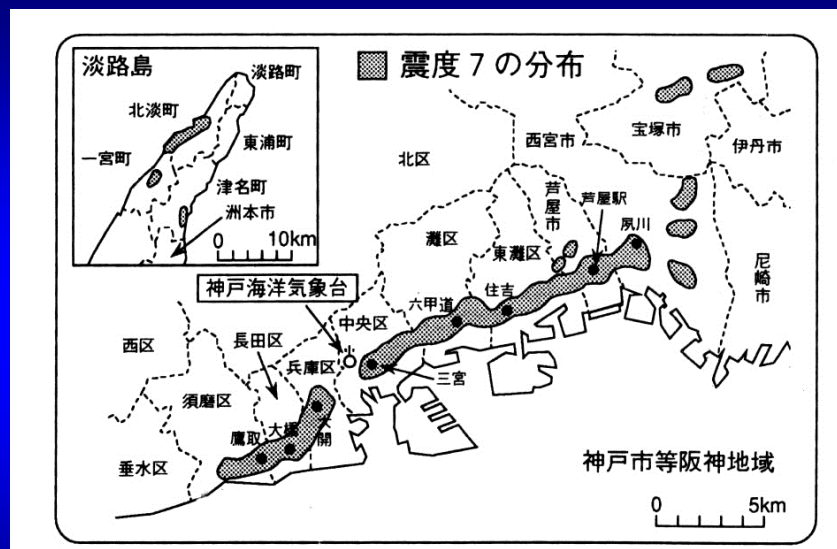 震度7の分布
淡路島
淡路町
北淡町
東浦町
一宮町
津名町
洲本市
0 10km
宝塚市
伊丹市
西宮市
北区
芦屋市
芦屋駅
夙川
灘区
東灘区
尼崎市
神戸海洋気象台
六甲道
住吉
中央区
西区
長田区
兵庫区
三宮
須磨区
大開
鷹取
大橋
垂水区
神戸市等阪神地域
0 5km